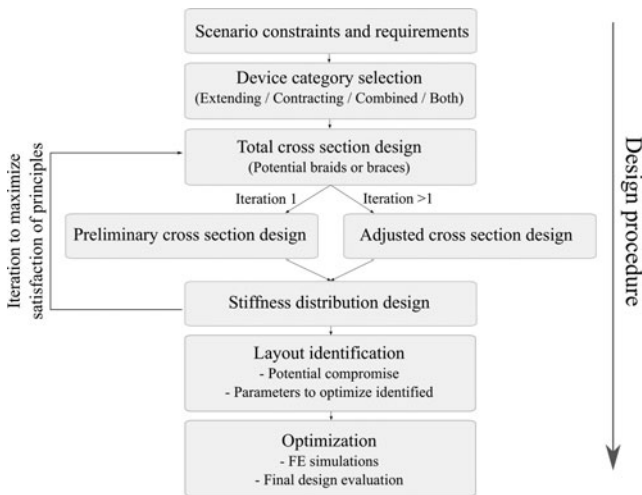 Scenario constraints and requirements
Device category selection
(Extending / Contracting / Combined / Both)
Total cross section design
(Potential braids or braces)
Iteration 1
Iteration >1
Preliminary cross section design
Adjusted cross section design
Stiffness distribution design
Layout identification
- Potential compromise
- Parameters to optimize identified
Optimization
- FE simulations
- Final design evaluation
Iteration to maximize
satisfaction of principles
Design procedure